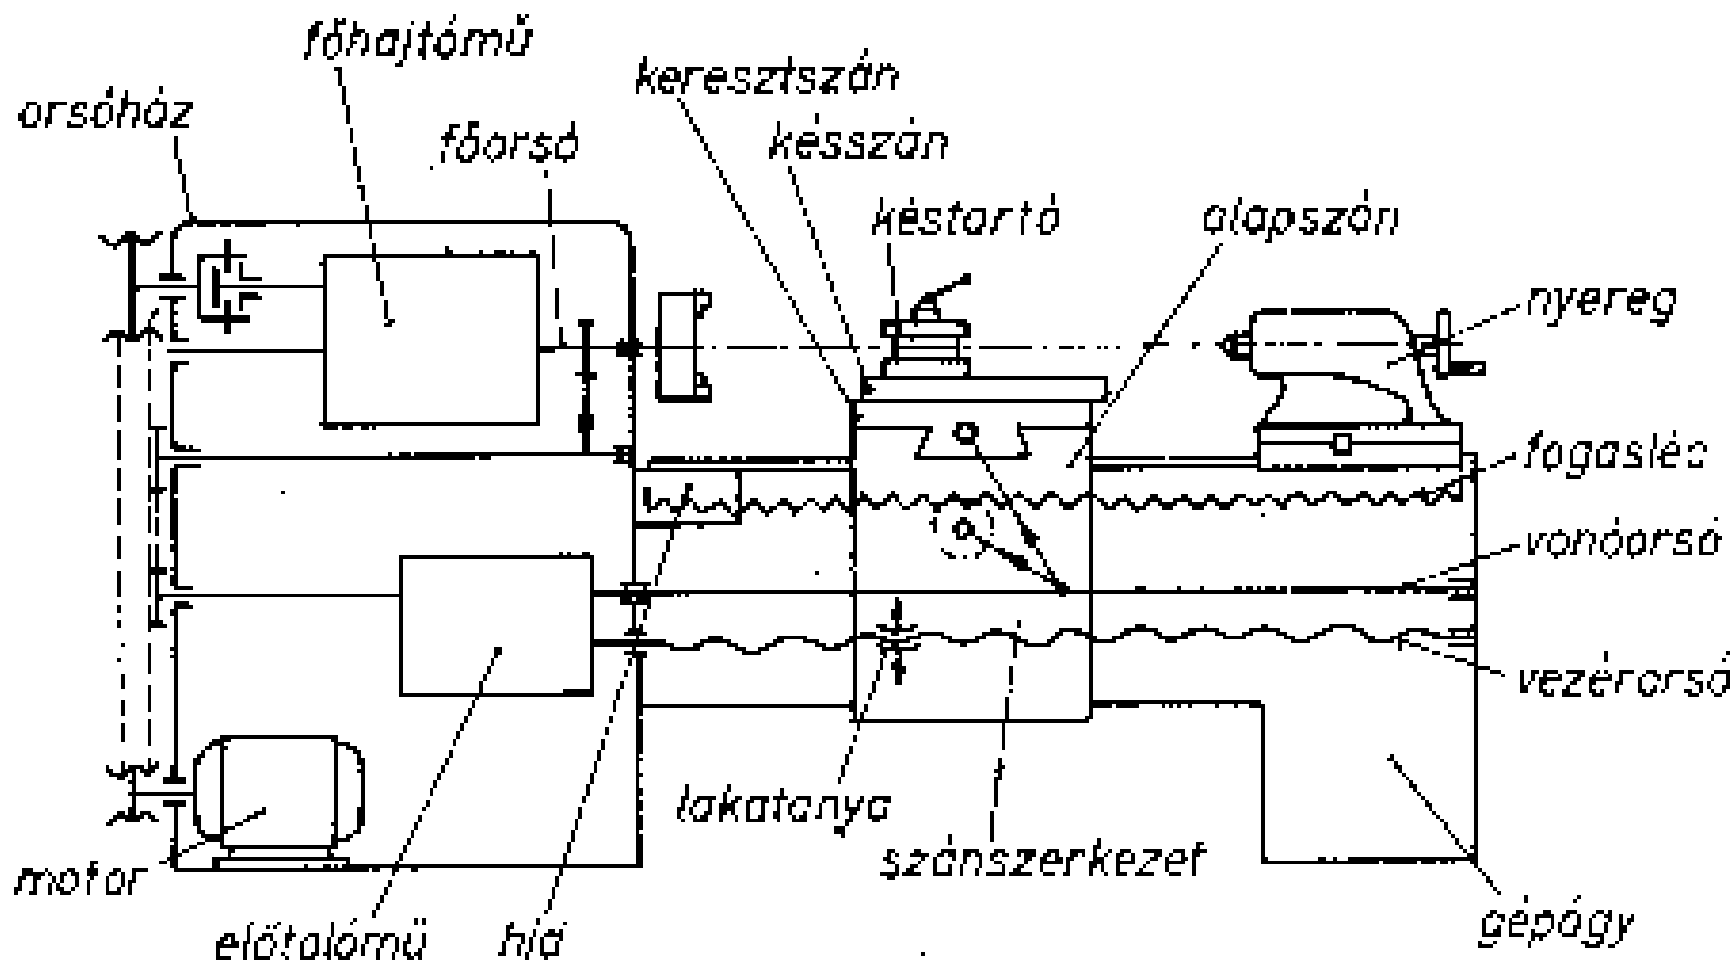 főhajtómű
keresztszán
orsóház
főorsó
késszán
késtartó
alapszán
nyereg
fogasléc
vonóorsó
vezérorsó
lakatanya
szánszerkezet
motor
előtolómű
híd
gépágy